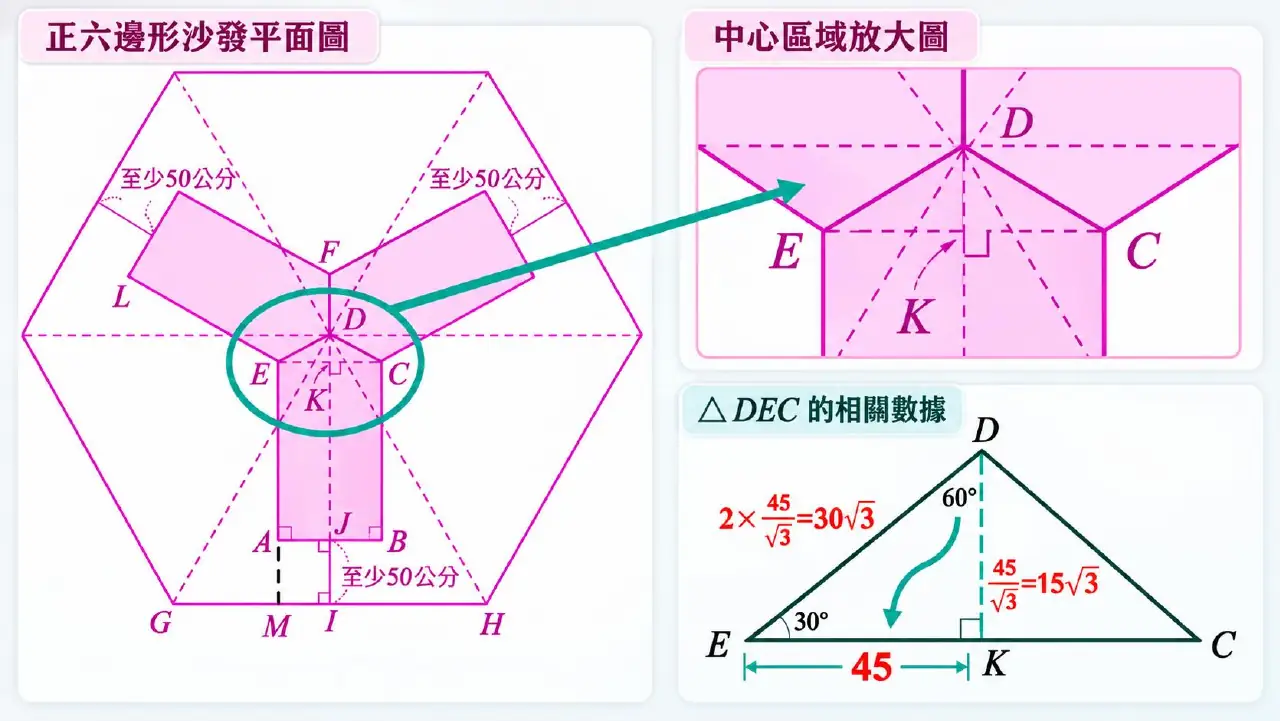 正六邊形沙發平面圖
至少50公分
至少50公分
F
L
D
E
C
K
A
J
B
至少50公分
G
M
I
H
中心區域放大圖
D
E
C
K
△DEC 的相關數據
D
60°
2×45/√3=30√3
45/√3=15√3
30°
E
K
C
45